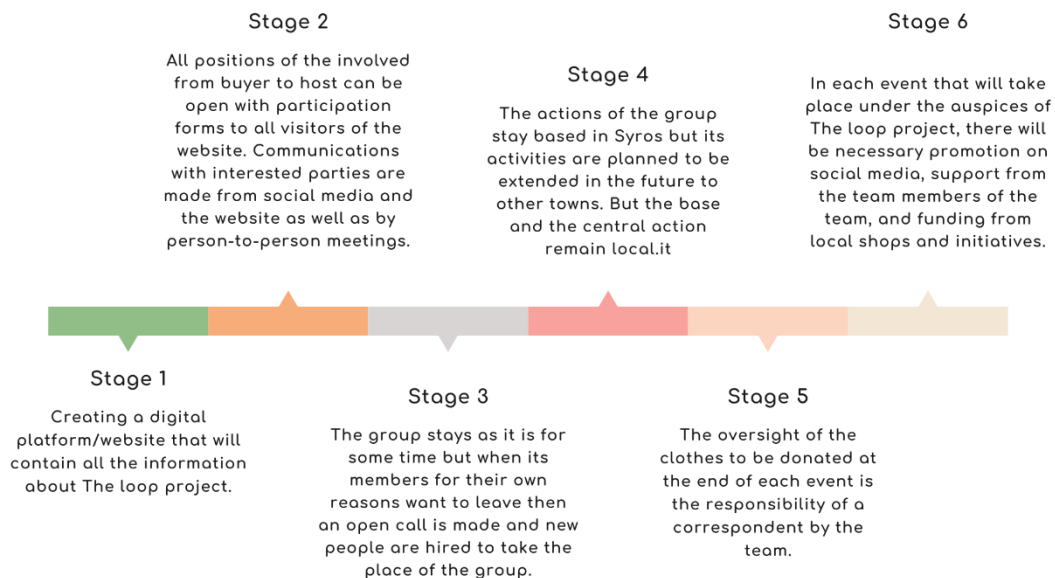 Stage 1
Creating a digital
platform/website that will
contain all the information
about The loop project.
Stage 2
All positions of the involved
from buyer to host can be
open with participation
forms to all visitors of the
website. Communications
with interested parties are
made from social media and
the website as well as by
person-to-person meetings.
Stage 3
The group stays as it is for
some time but when its
members for their own
reasons want to leave then
an open call is made and new
people are hired to take the
place of the group.
Stage 4
The actions of the group
stay based in Syros but its
activities are planned to be
extended in the future to
other towns. But the base
and the central action
remain local.it
Stage 5
The oversight of the
clothes to be donated at
the end of each event is
the responsibility of a
correspondent by the
team.
Stage 6
In each event that will take
place under the auspices of
The loop project, there will
be necessary promotion on
social media, support from
the team members of the
team, and funding from
local shops and initiatives.